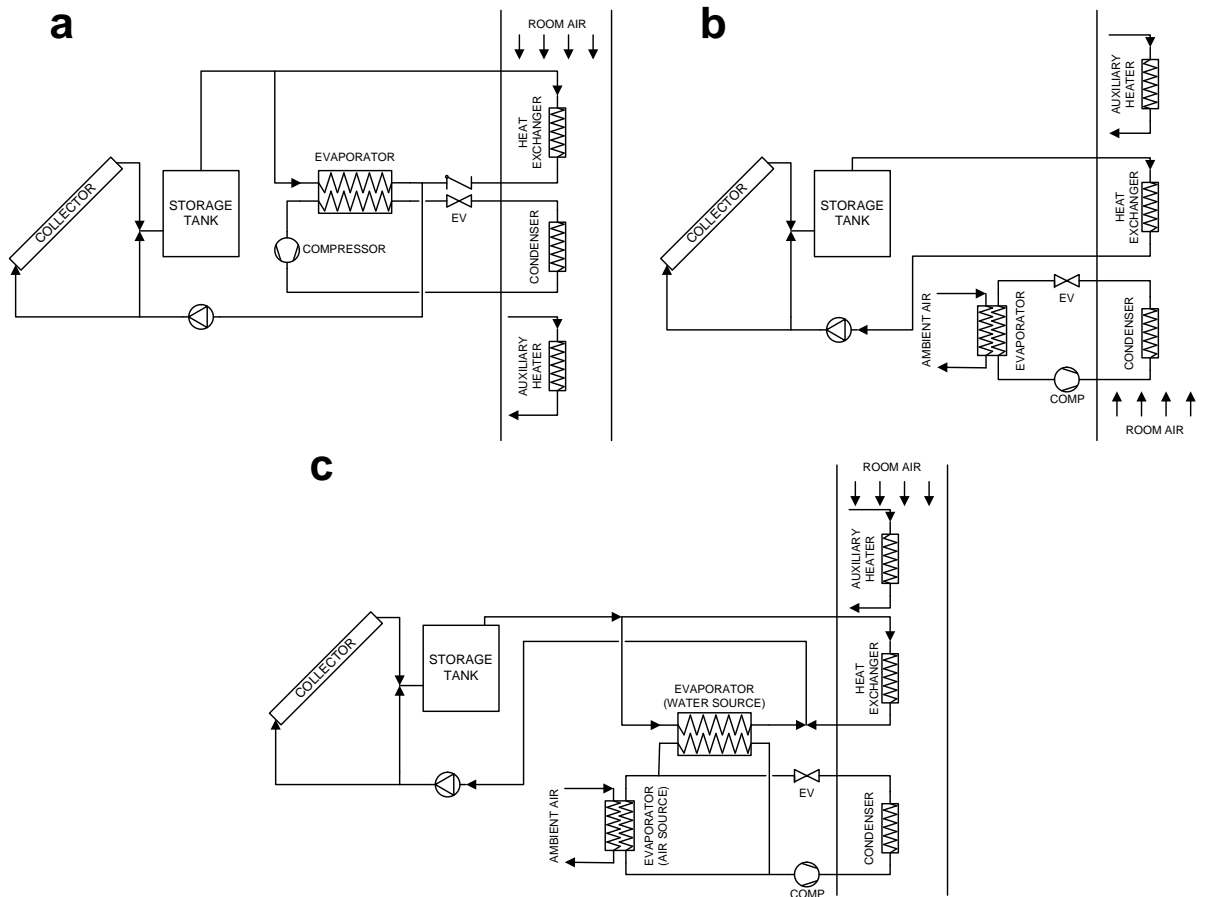 a
ROOM AIR
HEAT
EXCHANGER
EVAPORATOR
COLLECTOR
STORAGE
TANK
EV
COMPRESSOR
CONDENSER
AUXILIARY
HEATER
b
AUXILIARY
HEATER
COLLECTOR
STORAGE
TANK
HEAT
EXCHANGER
AMBIENT AIR
EVAPORATOR
EV
CONDENSER
COMP
ROOM AIR
c
ROOM AIR
AUXILIARY
HEATER
COLLECTOR
STORAGE
TANK
HEAT
EXCHANGER
EVAPORATOR
(WATER SOURCE)
EV
AMBIENT AIR
EVAPORATOR
(AIR SOURCE)
CONDENSER
COMP